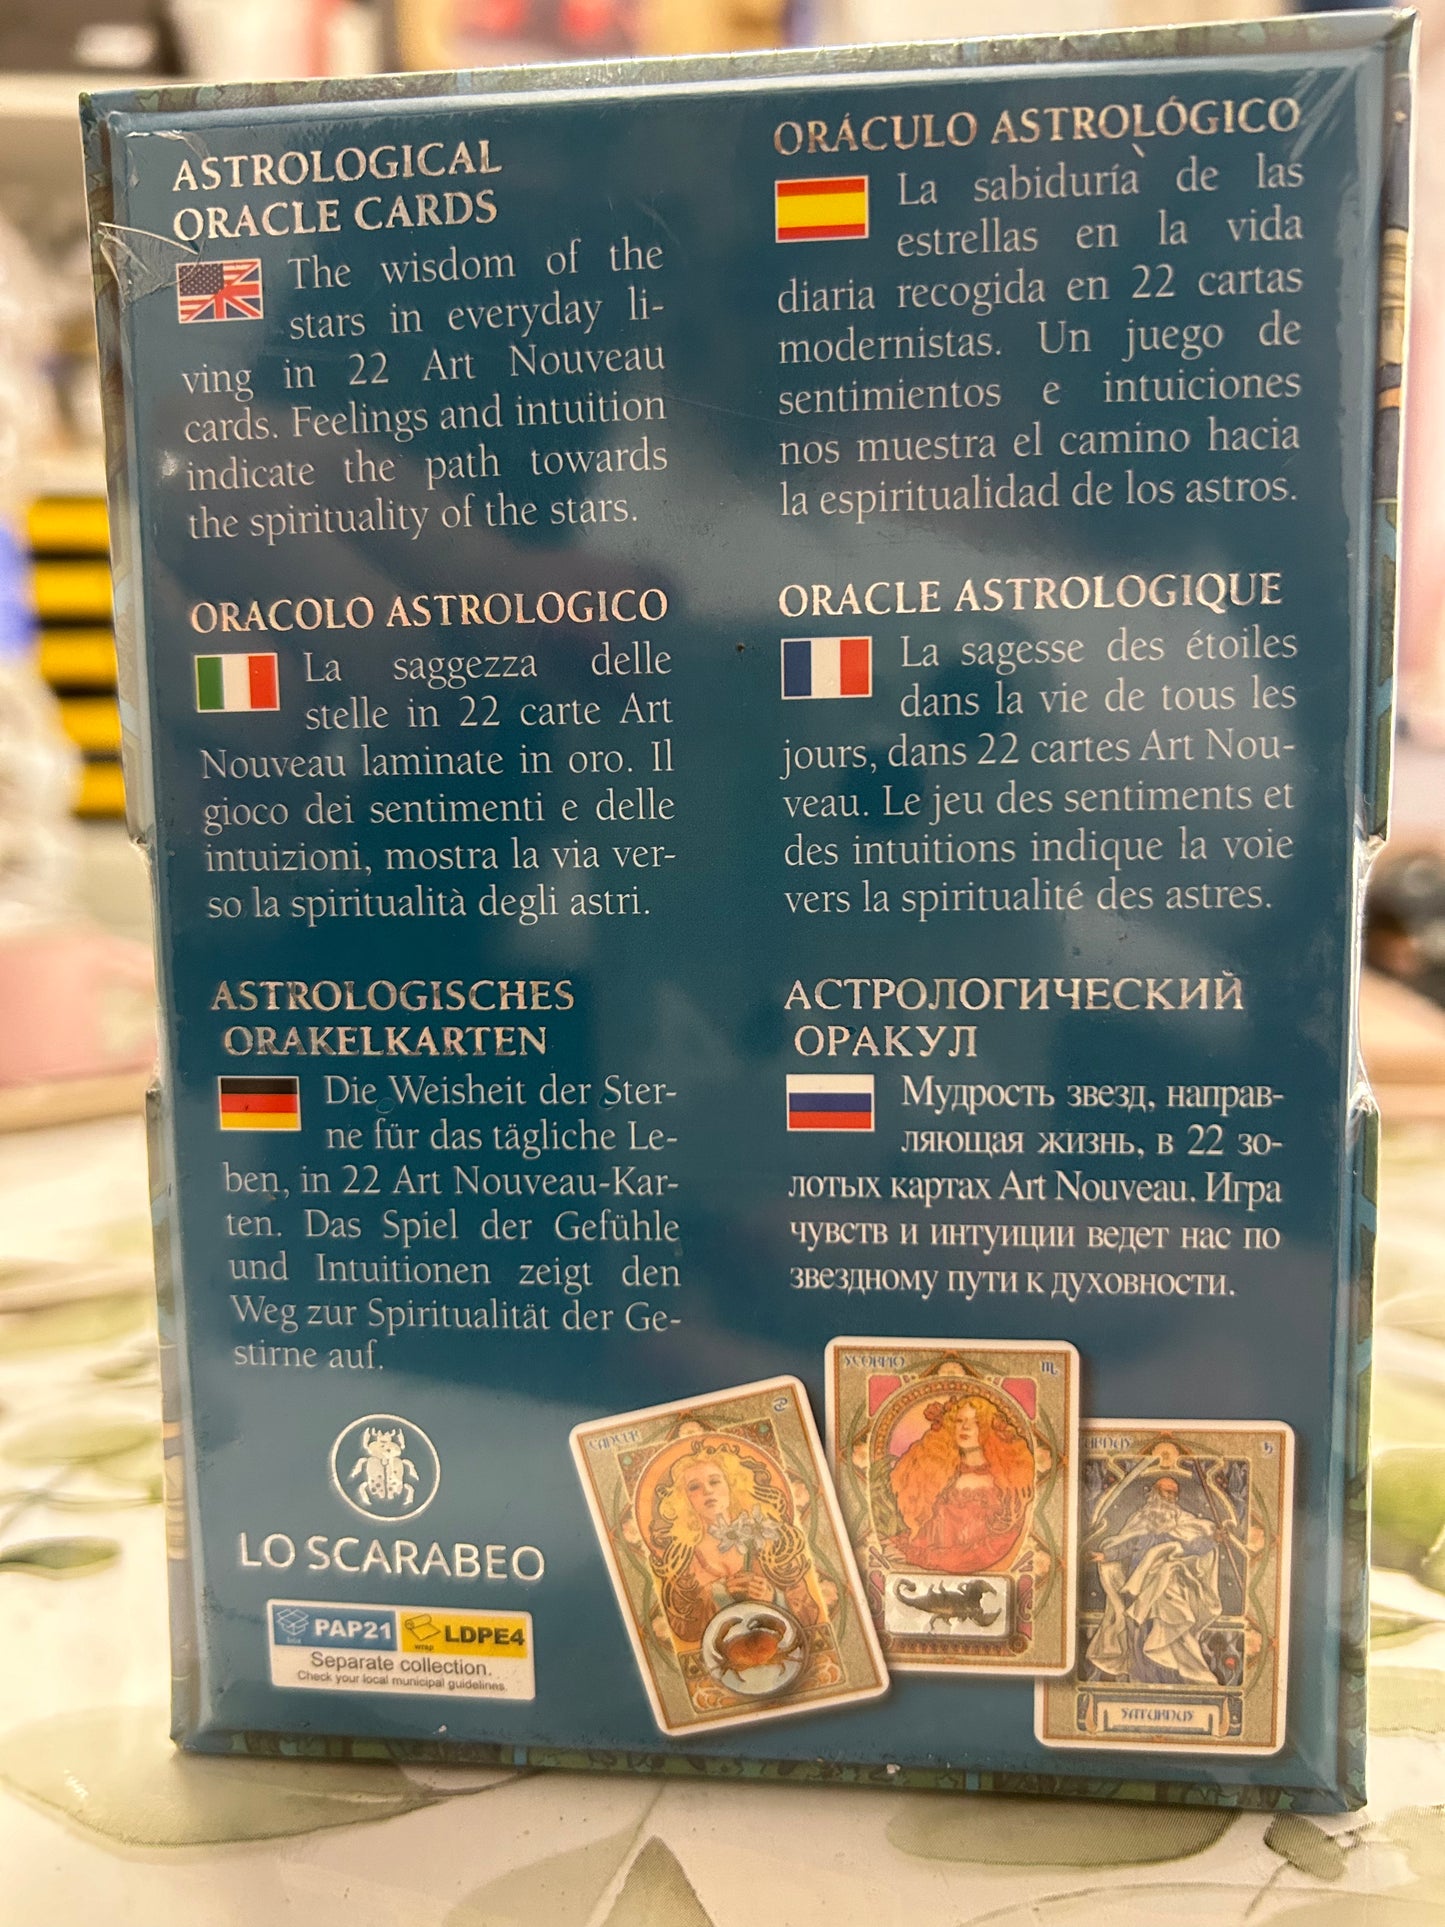 ASTROLOGICAL
ORACLE CARDS
The wisdom of the
stars in everyday li-
ving in 22 Art Nouveau
cards. Feelings and intuition
indicate the path towards
the spirituality of the stars.
ORÁCULO ASTROLÓGICO
La sabiduría de las
estrellas en la vida
diaria recogida en 22 cartas
modernistas. Un juego de
sentimientos e intuiciones
nos muestra el camino hacia
la espiritualidad de los astros.
ORACOLO ASTROLOGICO
La saggezza delle
stelle in 22 carte Art
Nouveau laminate in oro. Il
gioco dei sentimenti e delle
intuizioni, mostra la via ver-
so la spiritualità degli astri.
ORACLE ASTROLOGIQUE
La sagesse des étoiles
dans la vie de tous les
jours, dans 22 cartes Art Nou-
veau. Le jeu des sentiments et
des intuitions indique la voie
vers la spiritualité des astres.
ASTROLOGISCHES
ORAKELKARTEN
Die Weisheit der Ster-
ne für das tägliche Le-
ben, in 22 Art Nouveau-Kar-
ten. Das Spiel der Gefühle
und Intuitionen zeigt den
Weg zur Spiritualität der Ge-
stirne auf.
АСТРОЛОГИЧЕСКИЙ
ОРАКУЛ
Мудрость звезд, направ-
ляющая жизнь, в 22 зо-
лотых картах Art Nouveau. Игра
чувств и интуиции ведет нас по
звездному пути к духовности.
LO SCARABEO
PAP21
box
LDPE4
wrap
Separate collection.
Check your local municipal guidelines.
CANCER ♋
SCORPIO ♏
♄
SATURNUS